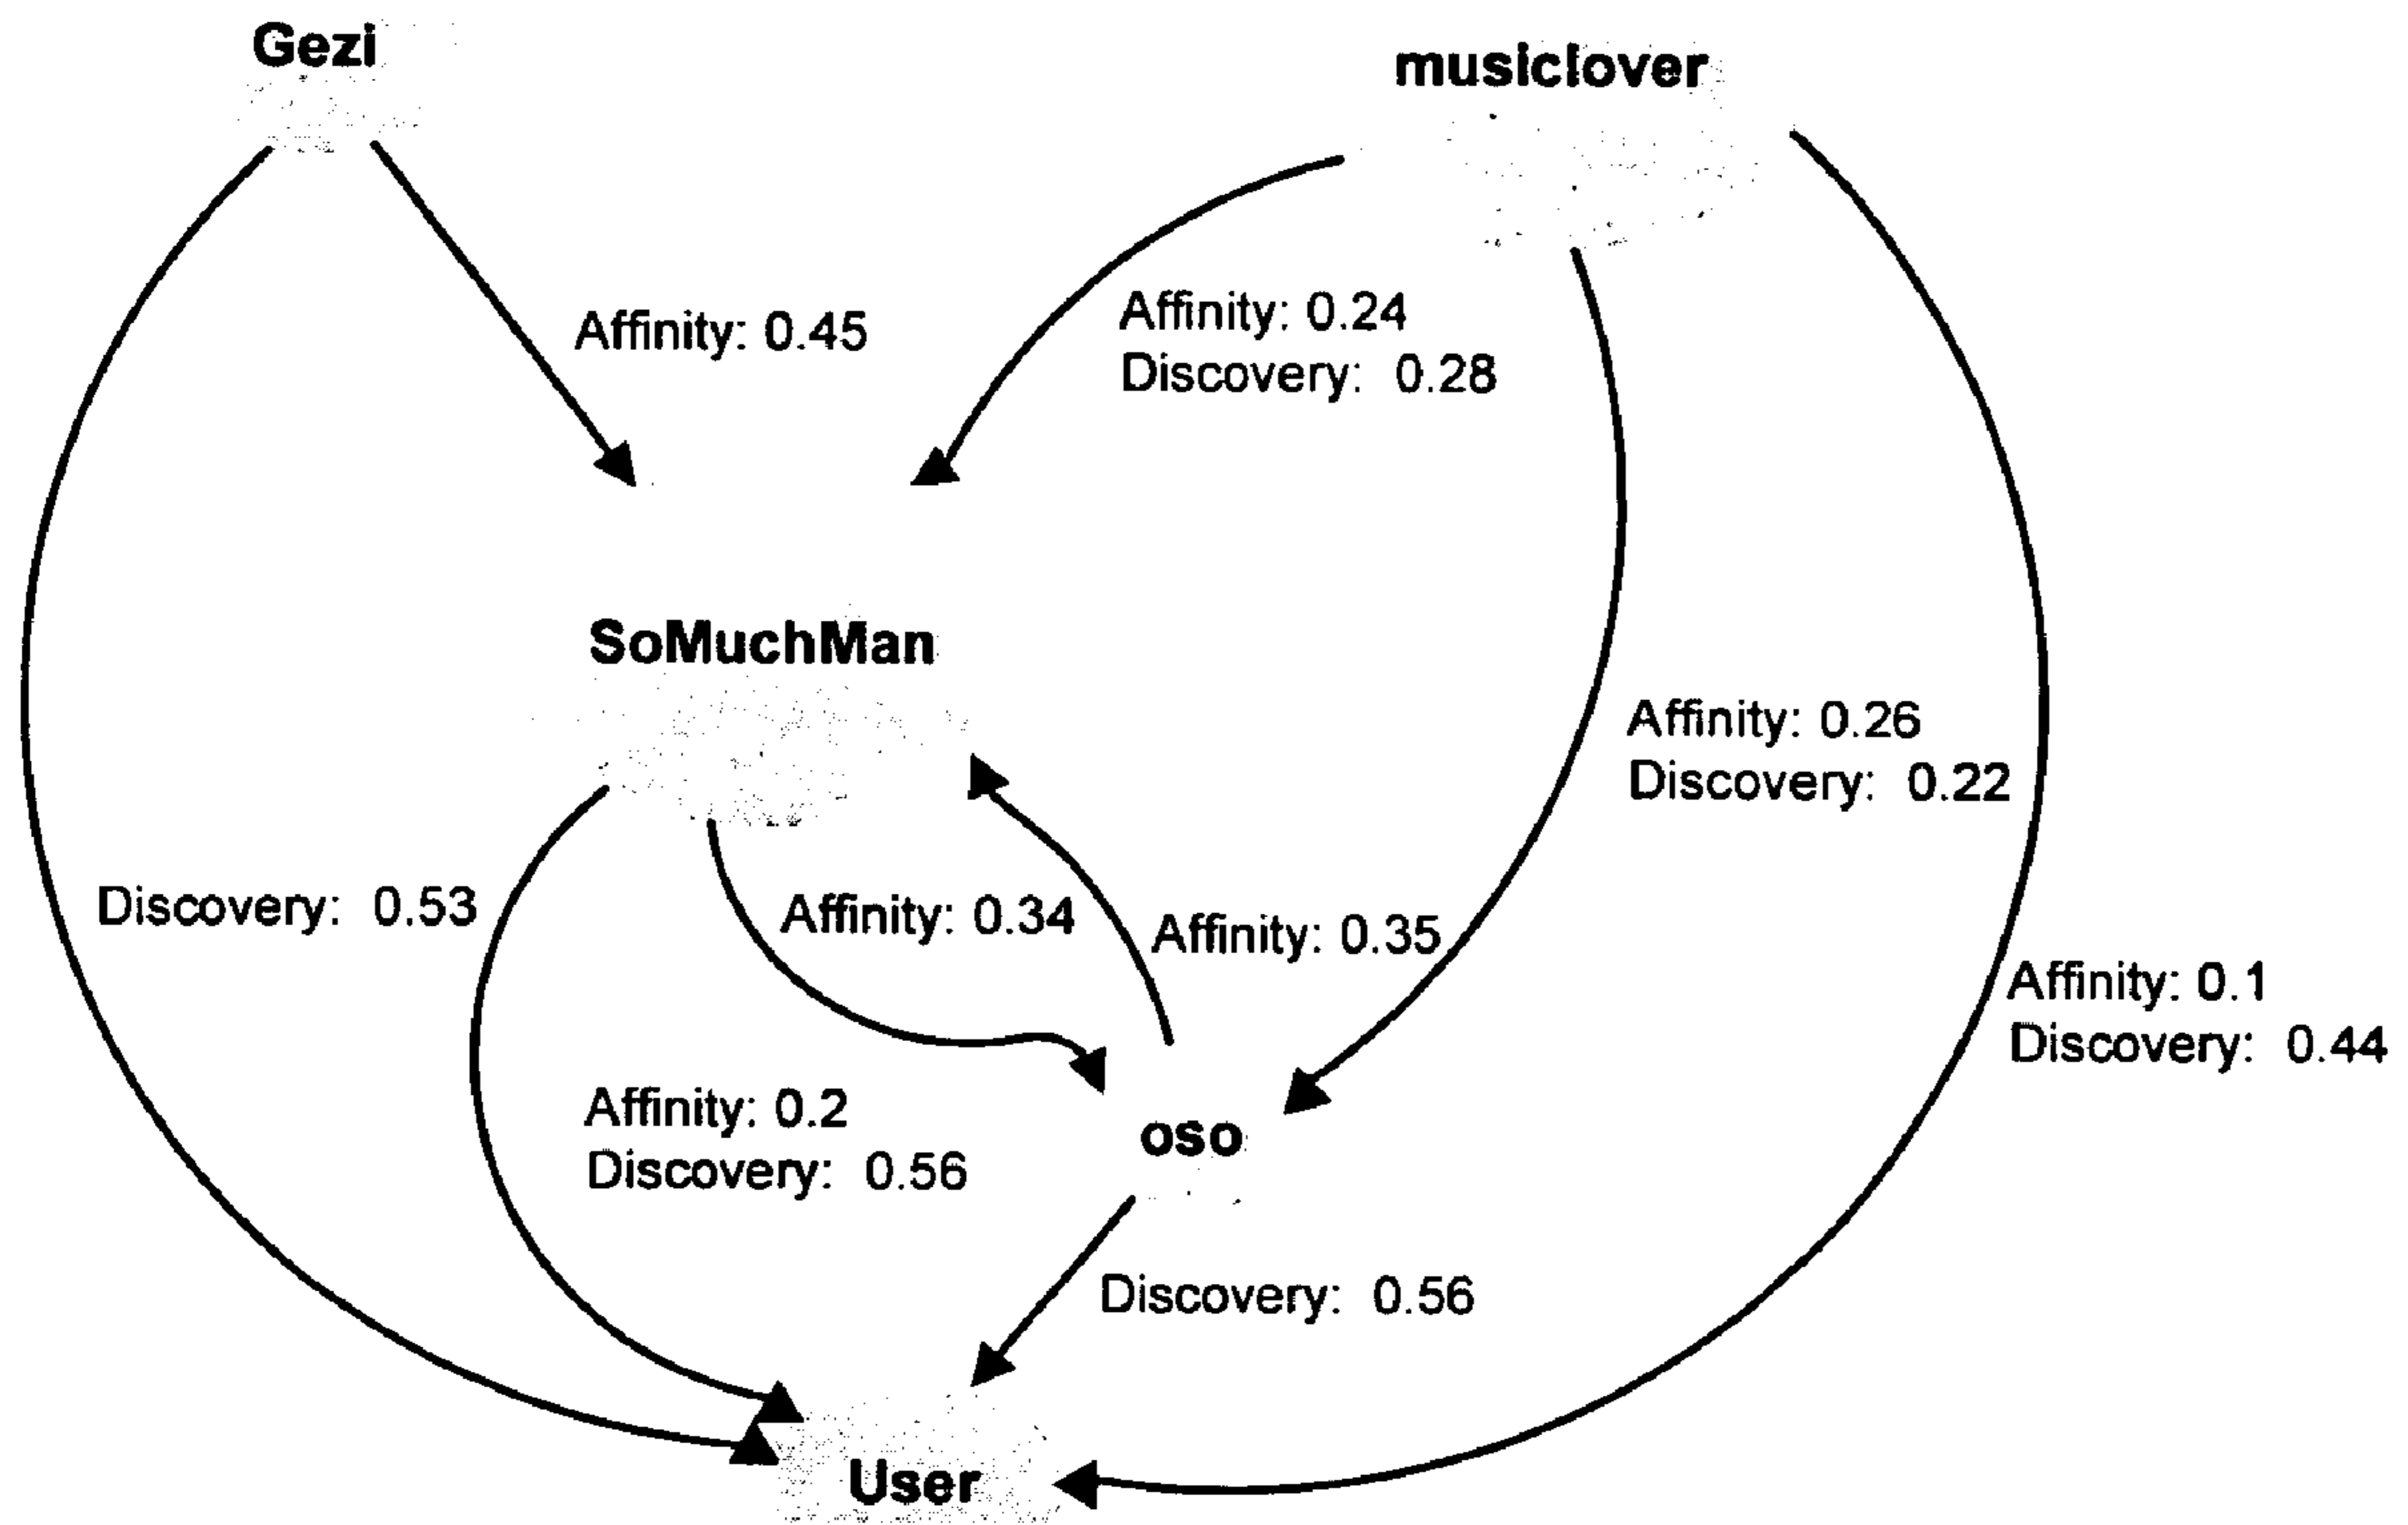 Gezi
musiclover
Affinity: 0.45
Affinity: 0.24
Discovery: 0.28
SoMuchMan
Affinity: 0.26
Discovery: 0.22
Discovery: 0.53
Affinity: 0.34
Affinity: 0.35
Affinity: 0.1
Discovery: 0.44
Affinity: 0.2
Discovery: 0.56
oso
Discovery: 0.56
User